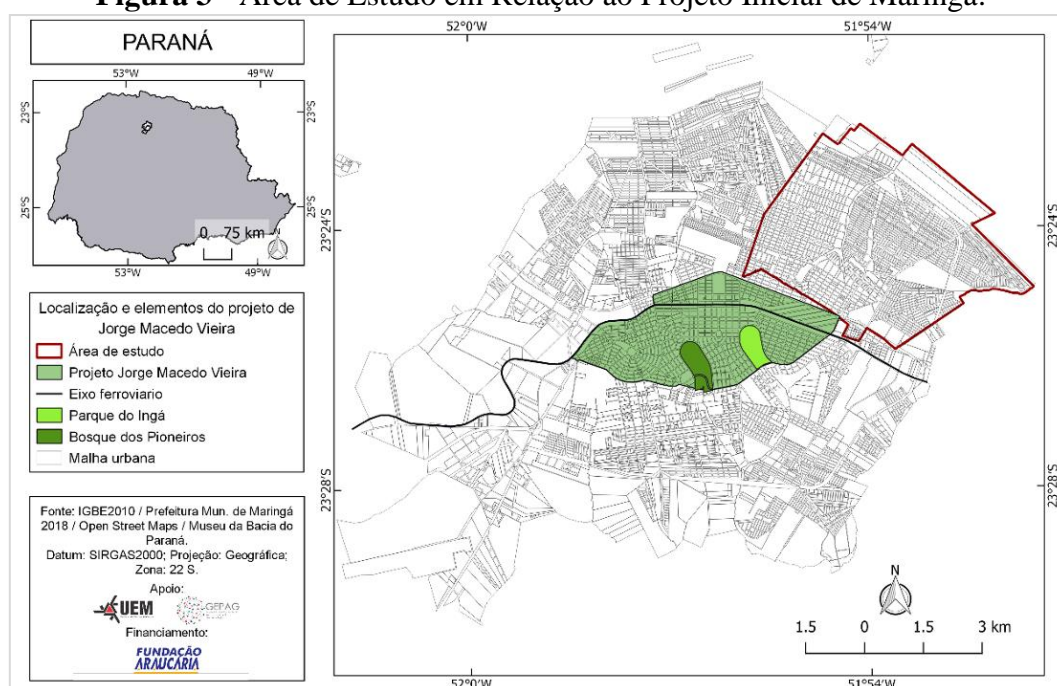 Figura 3 - Área de Estudo em Relação ao Projeto Inicial de Maringá.
PARANÁ
53°W 49°W
23°S 23°S
25°S 25°S
0 75 km
53°W 49°W
Localização e elementos do projeto de
Jorge Macedo Vieira
Área de estudo
Projeto Jorge Macedo Vieira
Eixo ferroviario
Parque do Ingá
Bosque dos Pioneiros
Malha urbana
Fonte: IGBE2010 / Prefeitura Mun. de Maringá
2018 / Open Street Maps / Museu da Bacia do
Paraná.
Datum: SIRGAS2000; Projeção: Geográfica;
Zona: 22 S.
Apoio:
UEM GEPAG
Financiamento:
FUNDAÇÃO
ARAUCÁRIA
52°0'W 51°54'W
23°24'S 23°24'S
23°28'S 23°28'S
N
1.5 0 1.5 3 km
52°0'W 51°54'W